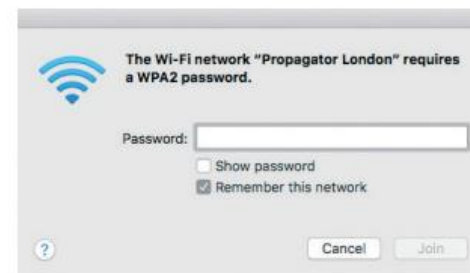 The Wi-Fi network “Propagator London” requires
a WPA2 password.
Password:
Show password
Remember this network
?
Cancel
Join